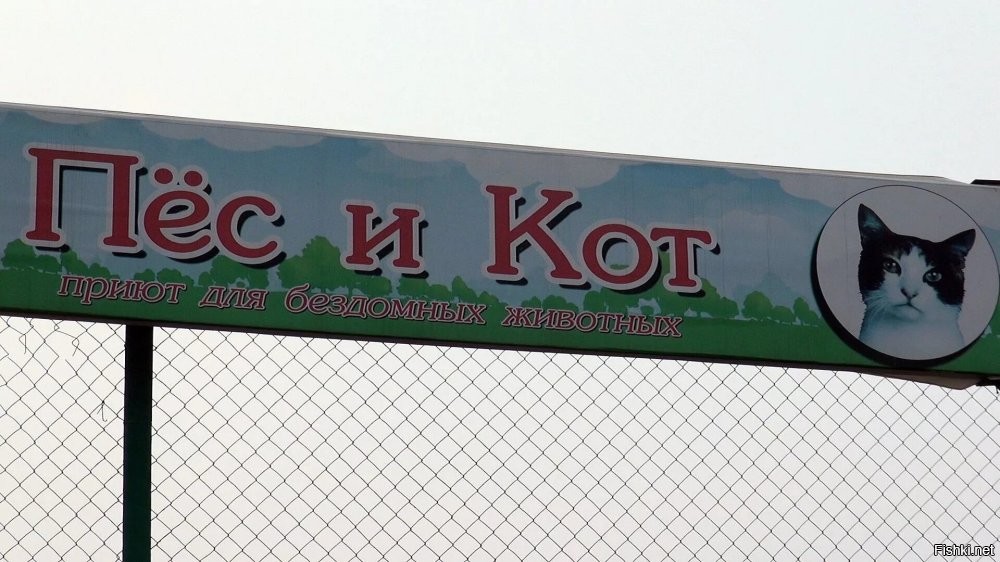 Пёс и Кот
приют для бездомных животных
Fishki.net